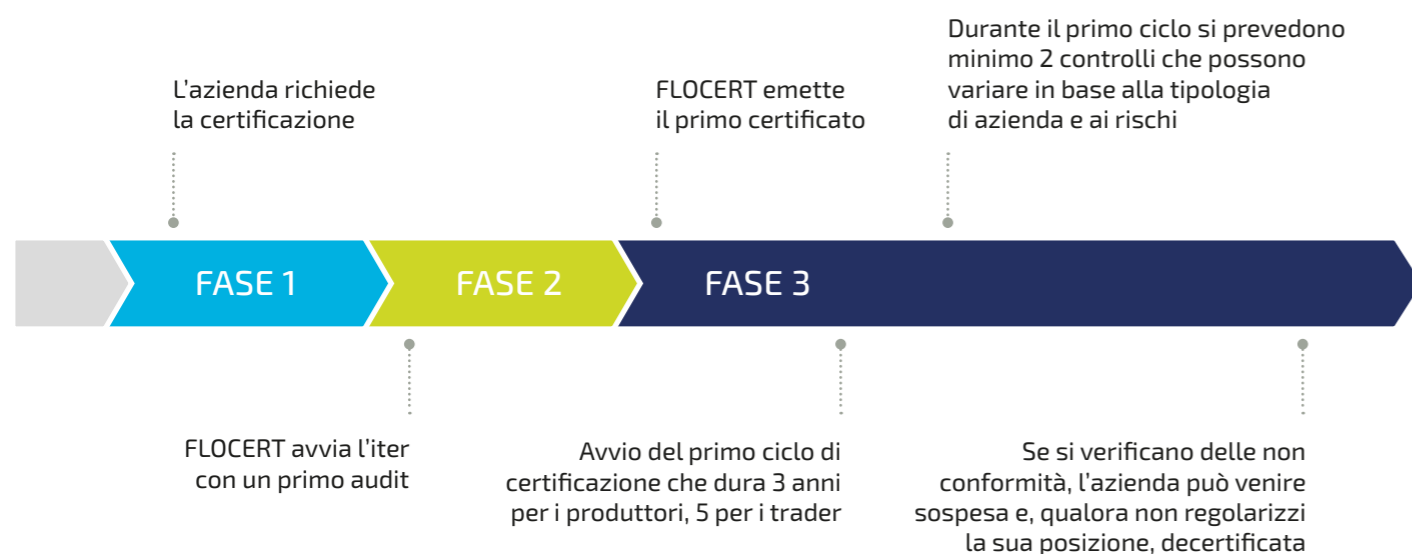 L’azienda richiede
la certificazione
FLOCERT emette
il primo certificato
Durante il primo ciclo si prevedono
minimo 2 controlli che possono
variare in base alla tipologia
di azienda e ai rischi
FASE 1
FASE 2
FASE 3
FLOCERT avvia l’iter
con un primo audit
Avvio del primo ciclo di
certificazione che dura 3 anni
per i produttori, 5 per i trader
Se si verificano delle non
conformità, l’azienda può venire
sospesa e, qualora non regolarizzi
la sua posizione, decertificata